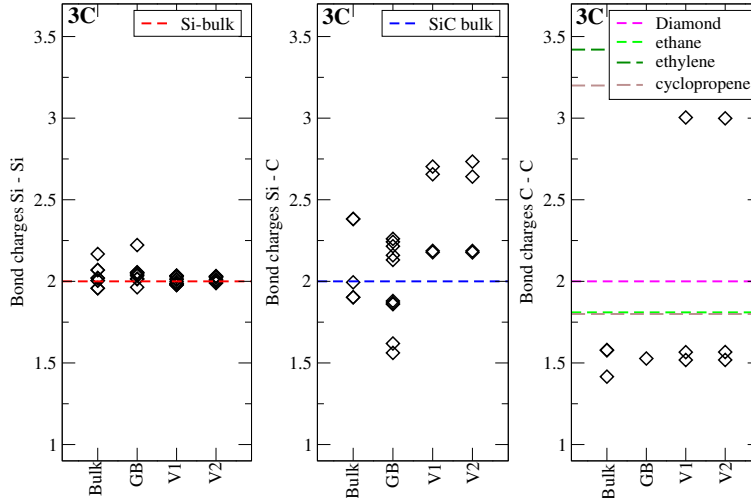 3C
Si-bulk
Bond charges Si - Si
3.5
3
2.5
2
1.5
1
Bulk
GB
V1
V2
3C
SiC bulk
Bond charges Si - C
3.5
3
2.5
2
1.5
1
Bulk
GB
V1
V2
3C
Diamond
ethane
ethylene
cyclopropene
Bond charges C - C
3.5
3
2.5
2
1.5
1
Bulk
GB
V1
V2